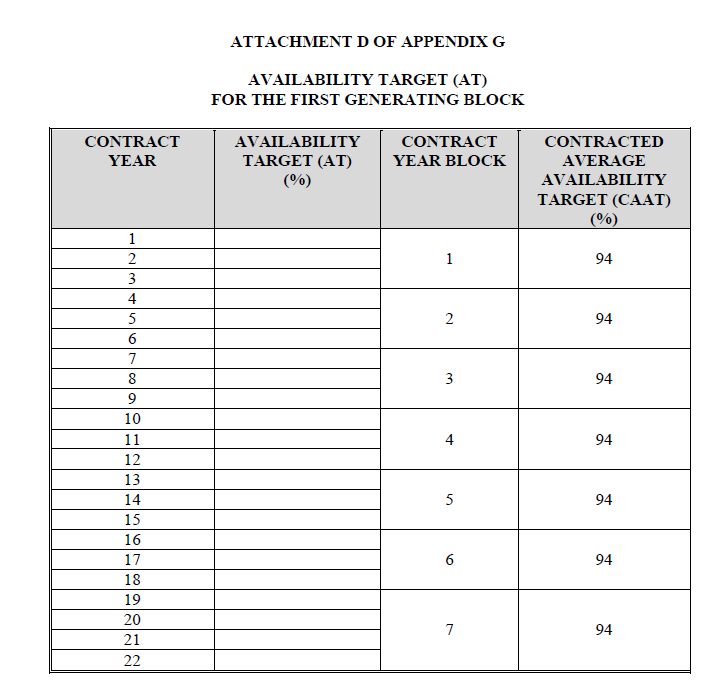 ATTACHMENT D OF APPENDIX G
AVAILABILITY TARGET (AT)
FOR THE FIRST GENERATING BLOCK
CONTRACT YEAR | AVAILABILITY TARGET (AT) (%) | CONTRACT YEAR BLOCK | CONTRACTED AVERAGE AVAILABILITY TARGET (CAAT) (%)
1
2 1 94
3
4
5 2 94
6
7
8 3 94
9
10
11 4 94
12
13
14 5 94
15
16
17 6 94
18
19
20
7 94
21
22